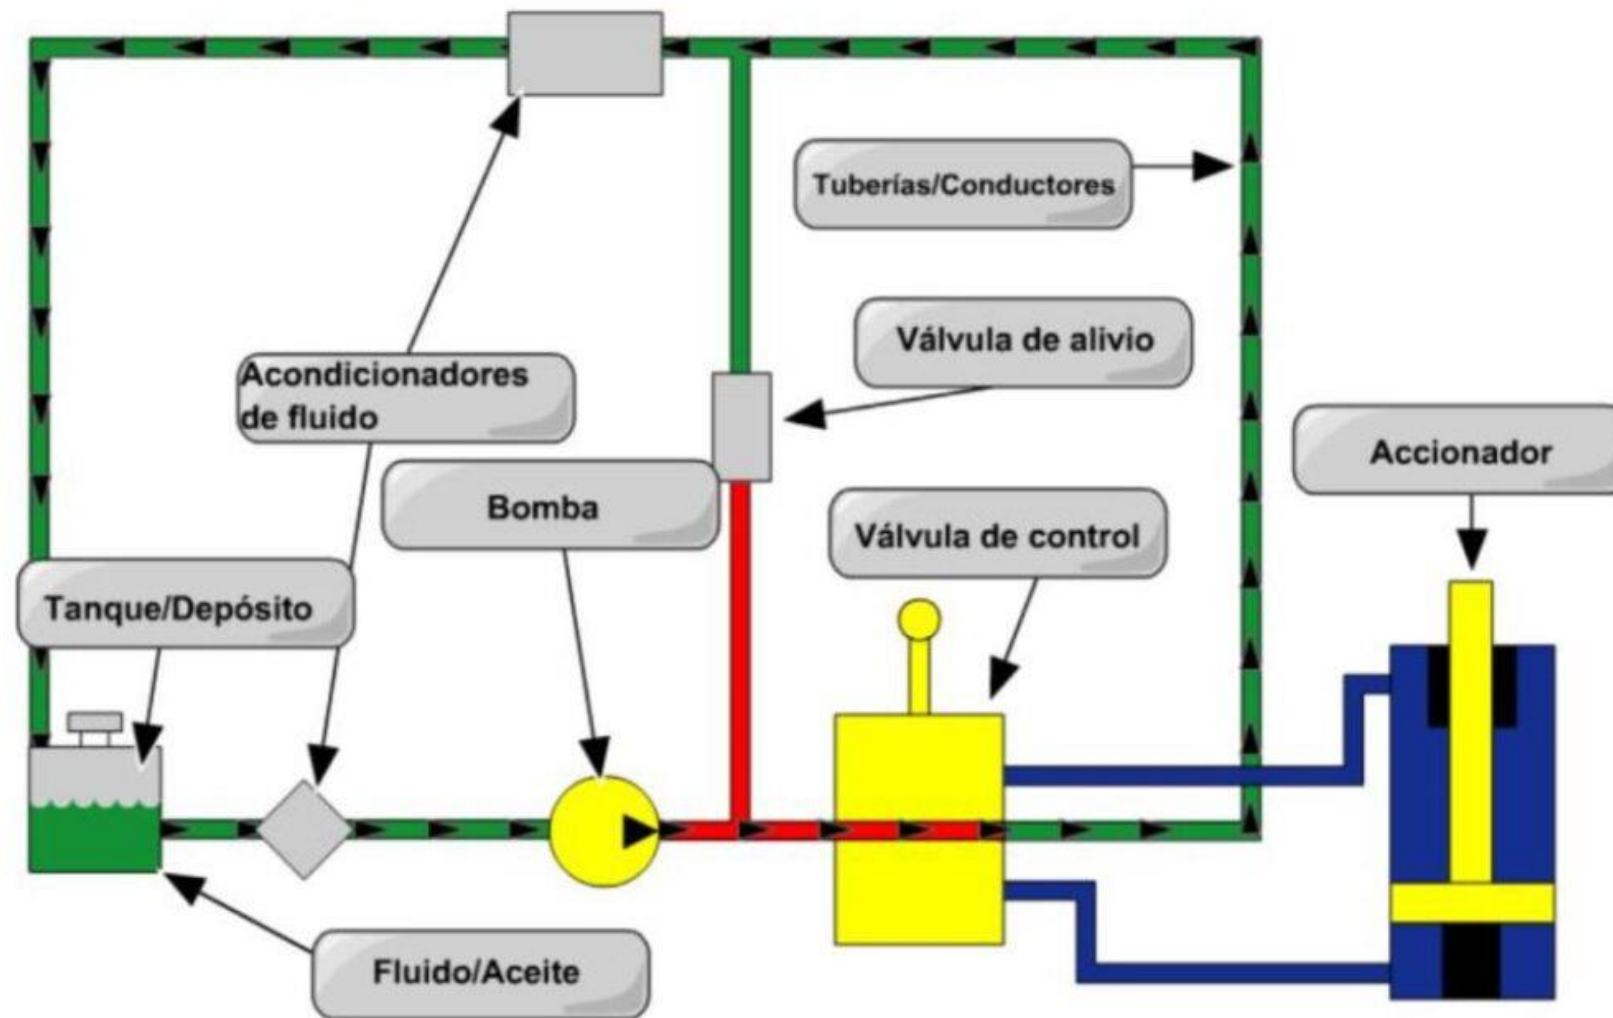 Tuberías/Conductores
Válvula de alivio
Acondicionadores
de fluido
Accionador
Bomba
Válvula de control
Tanque/Depósito
Fluido/Aceite